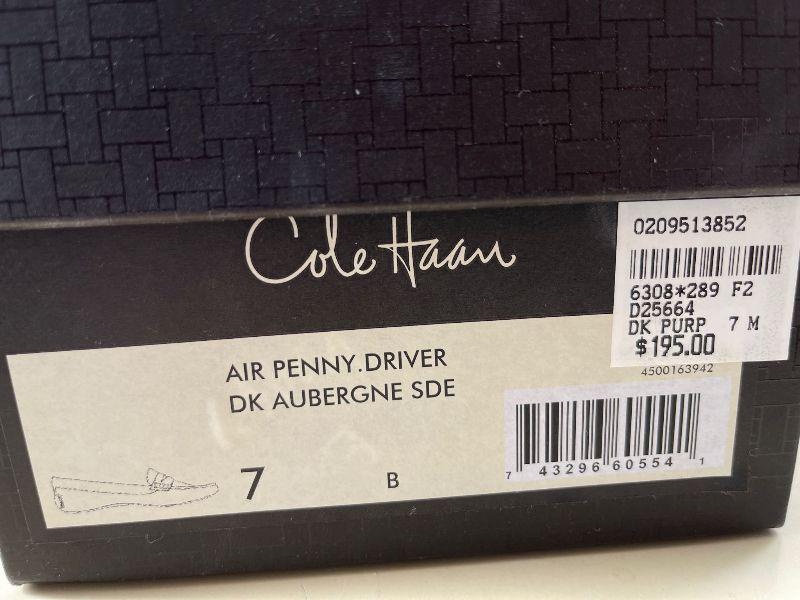 Cole Haan
0209513852
6308*289 F2
D25664
DK PURP 7 M
$195.00
4500163942
AIR PENNY.DRIVER
DK AUBERGNE SDE
7 B
7 43296 60554 1